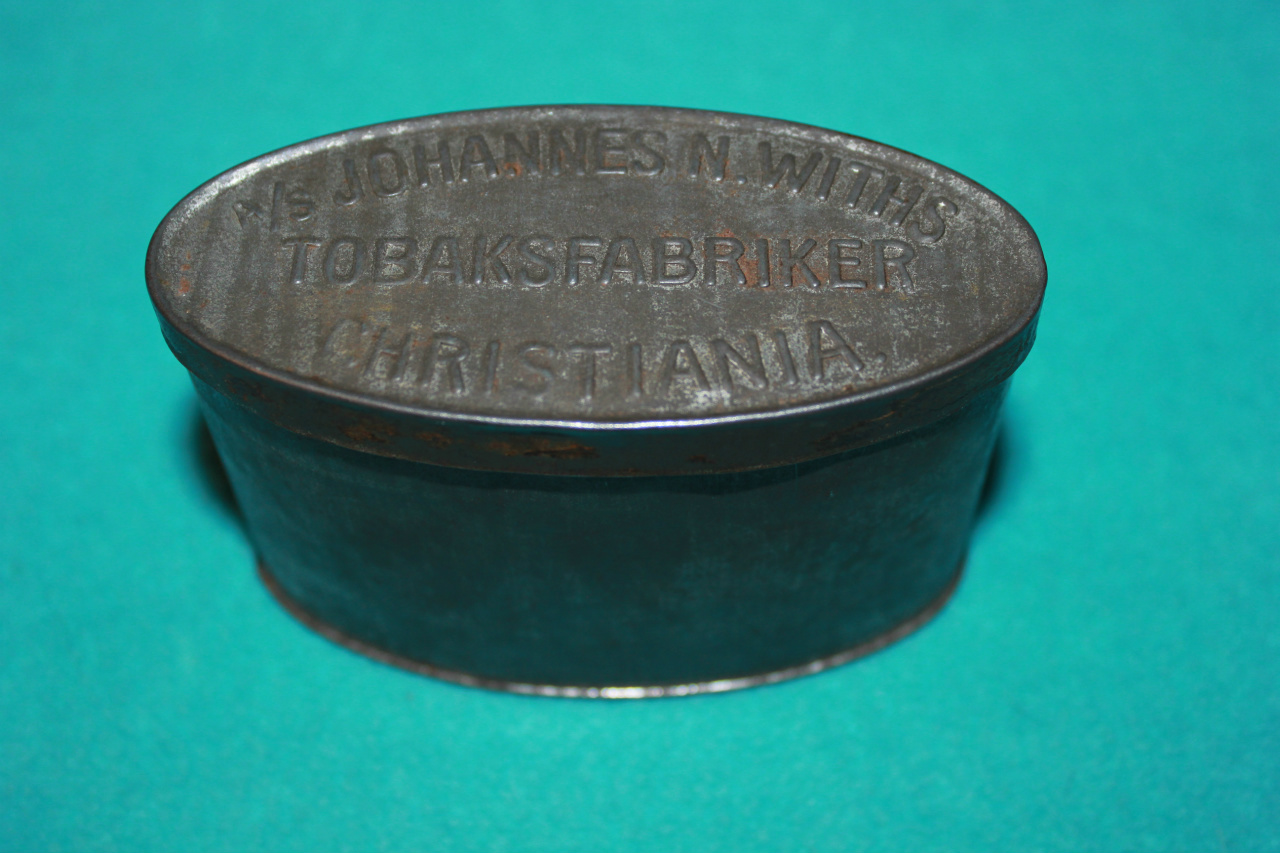 A/S JOHANNES N. WITHS
TOBAKSFABRIKER
CHRISTIANIA.